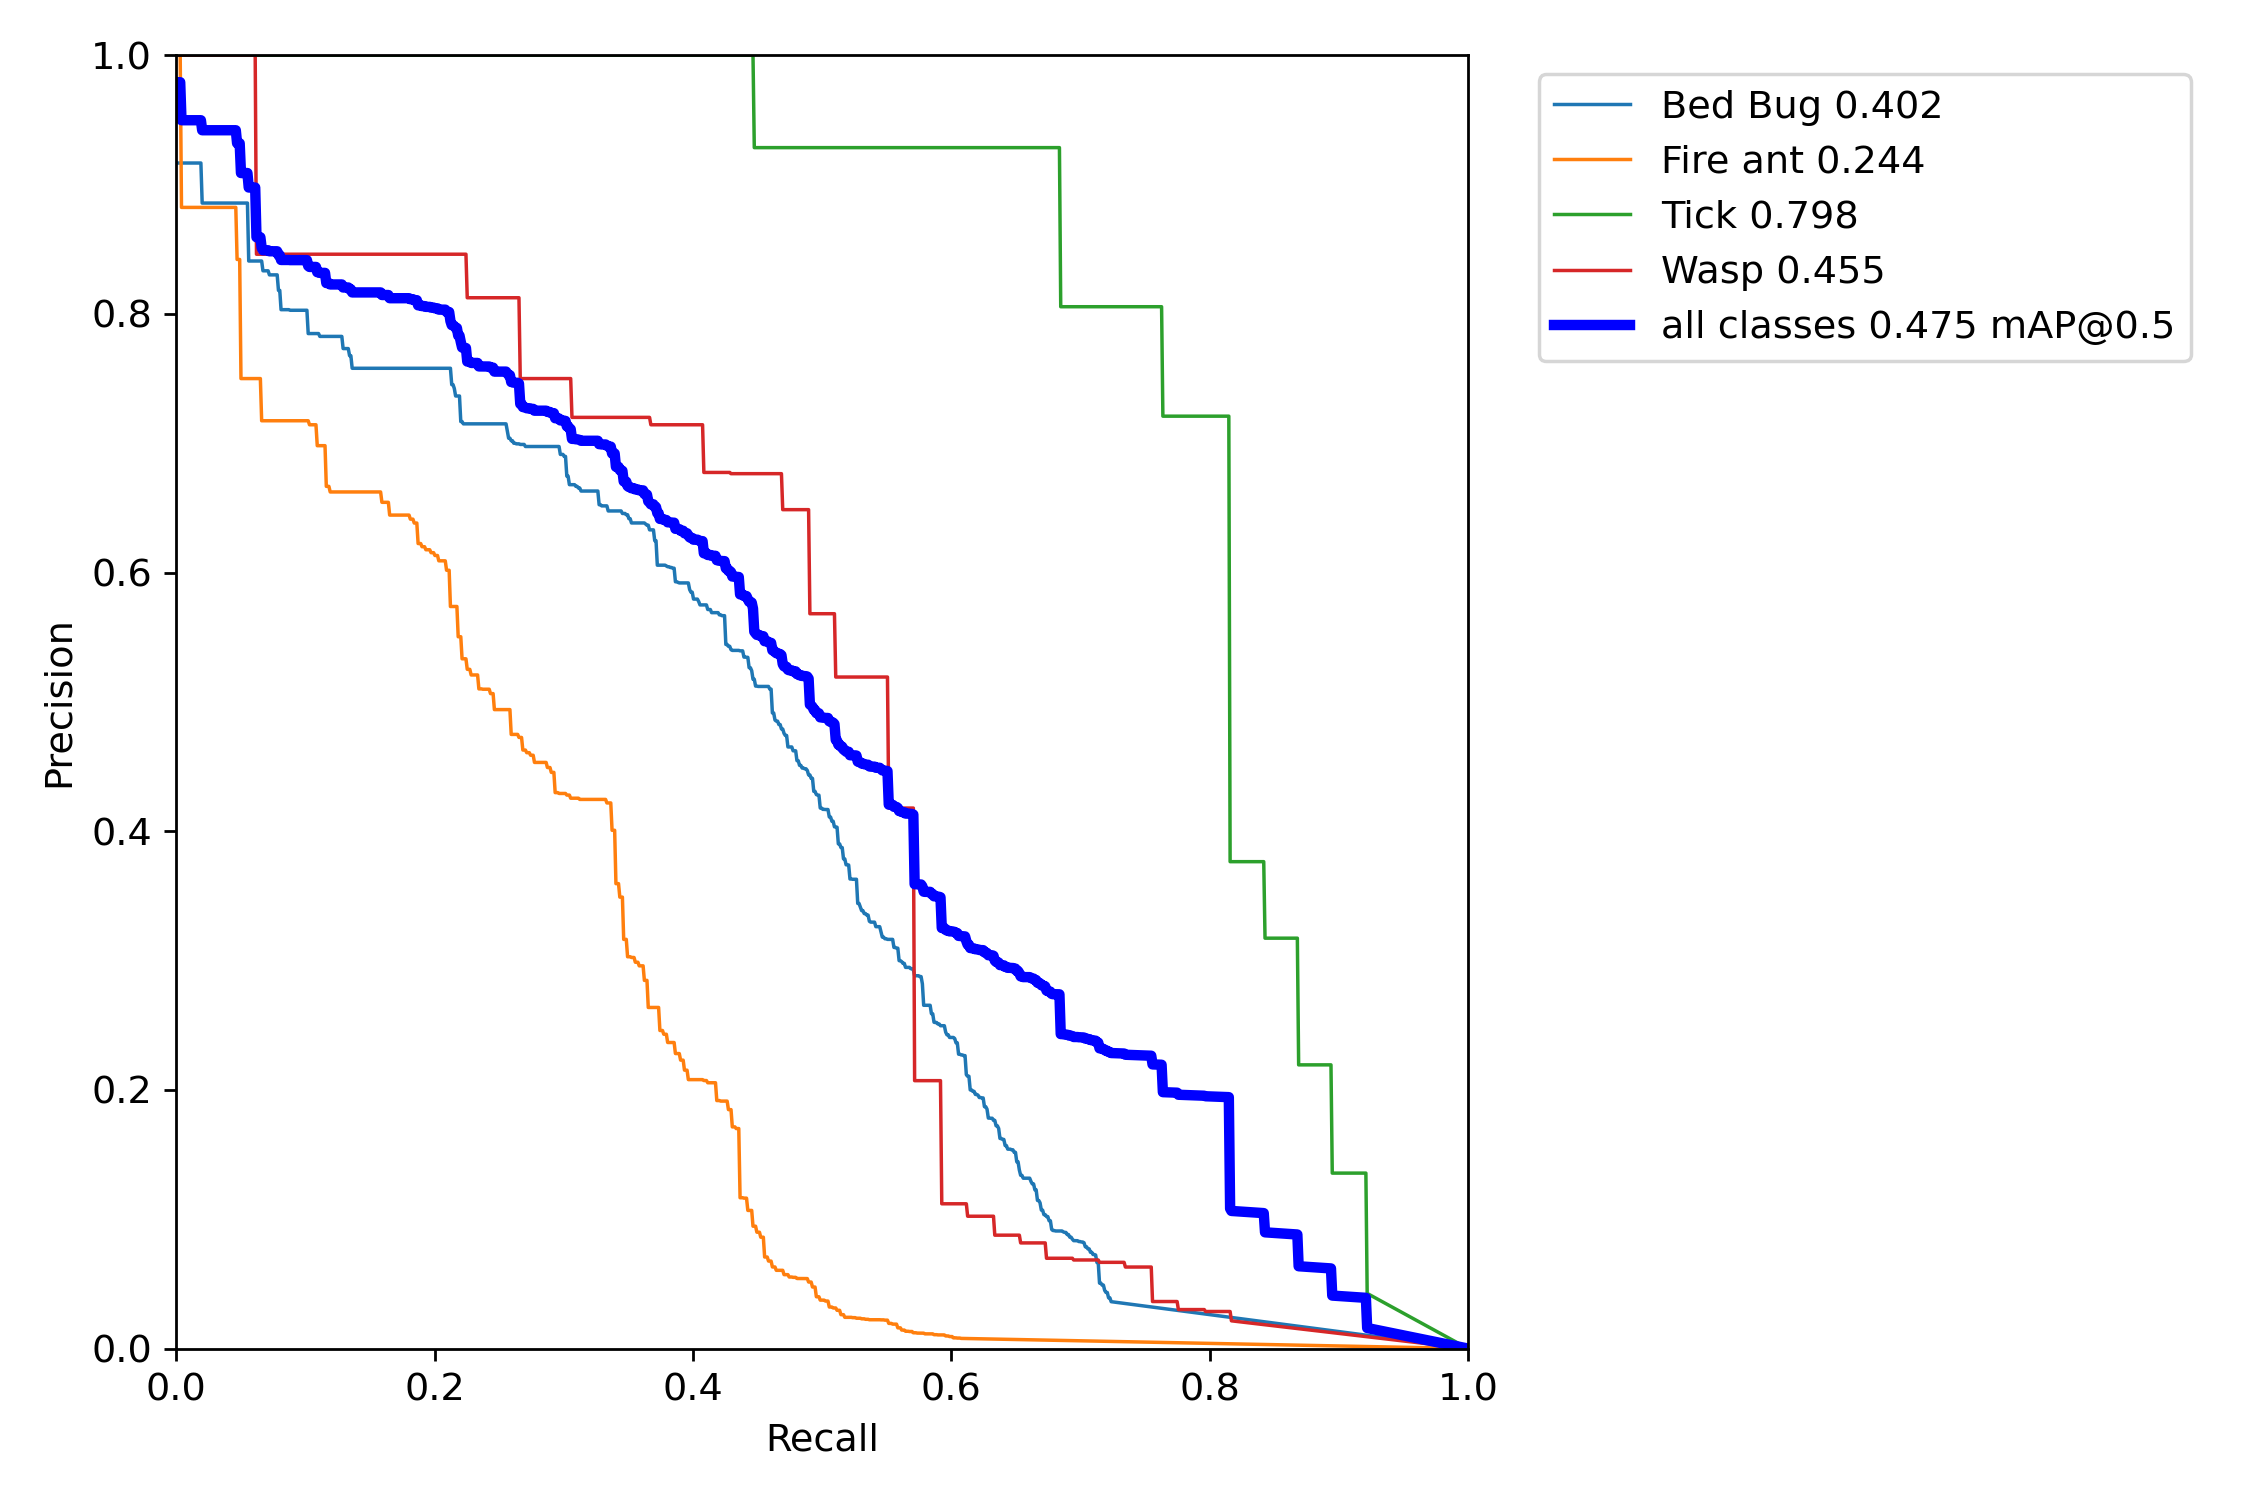 1.0
0.8
0.6
0.4
0.2
0.0
Precision
0.0 0.2 0.4 0.6 0.8 1.0
Recall
Bed Bug 0.402
Fire ant 0.244
Tick 0.798
Wasp 0.455
all classes 0.475 mAP@0.5